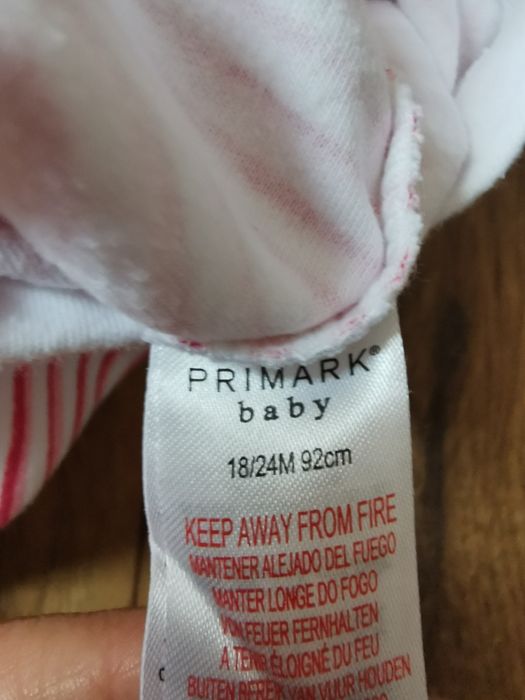 PRIMARK®
baby
18/24M 92cm
KEEP AWAY FROM FIRE
MANTENER ALEJADO DEL FUEGO
MANTER LONGE DO FOGO
VON FEUER FERNHALTEN
A TENIR ÉLOIGNÉ DU FEU
BUITEN BEREIK VAN VUUR HOUDEN